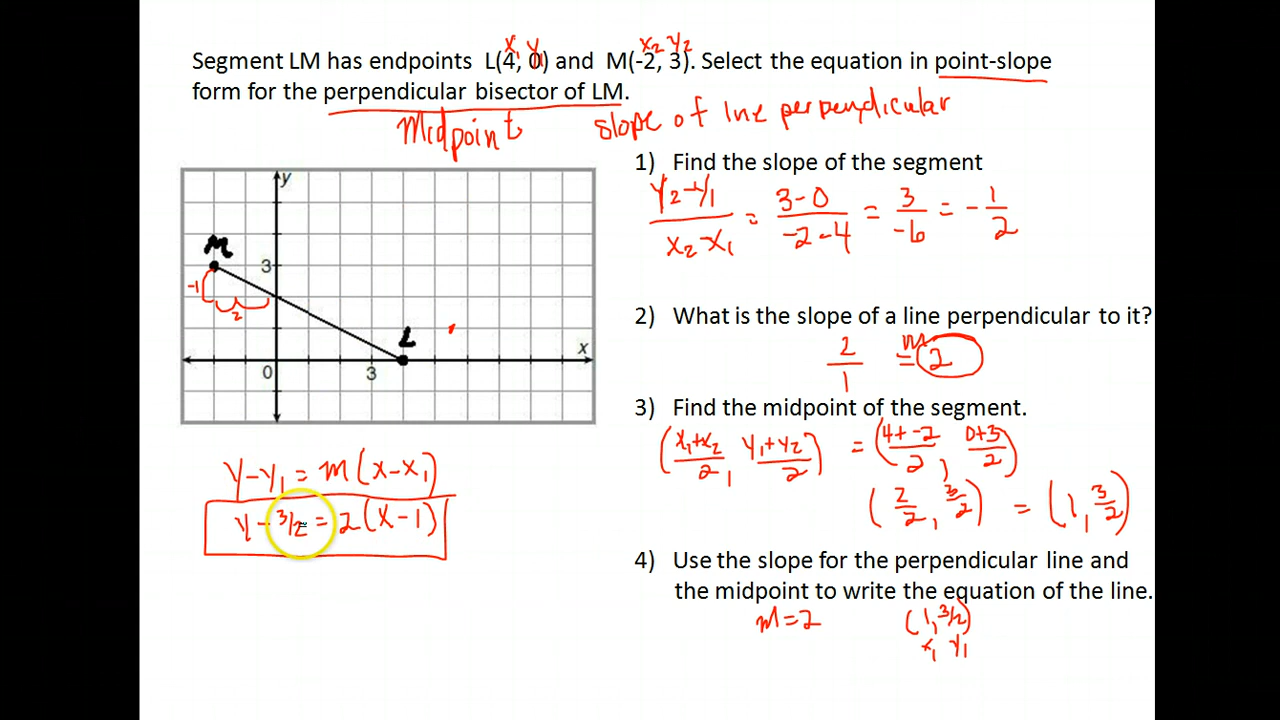 x₁ y₁ x₂ y₂
Segment LM has endpoints L(4, 0) and M(-2, 3). Select the equation in point-slope
form for the perpendicular bisector of LM.
Midpoint slope of line perpendicular
1) Find the slope of the segment
y₂-y₁/x₂-x₁ = 3-0/-2-4 = 3/-6 = -1/2
2) What is the slope of a line perpendicular to it?
2/1 m = 2
3) Find the midpoint of the segment.
(x₁+x₂/2, y₁+y₂/2) = (4+-2/2, 0+3/2)
(2/2, 3/2) = (1, 3/2)
4) Use the slope for the perpendicular line and
the midpoint to write the equation of the line.
m=2 (1, 3/2)
x₁ y₁
y
M
3
-1
2
L
x
0
3
y-y₁ = m(x-x₁)
y-3/2 = 2(x-1)